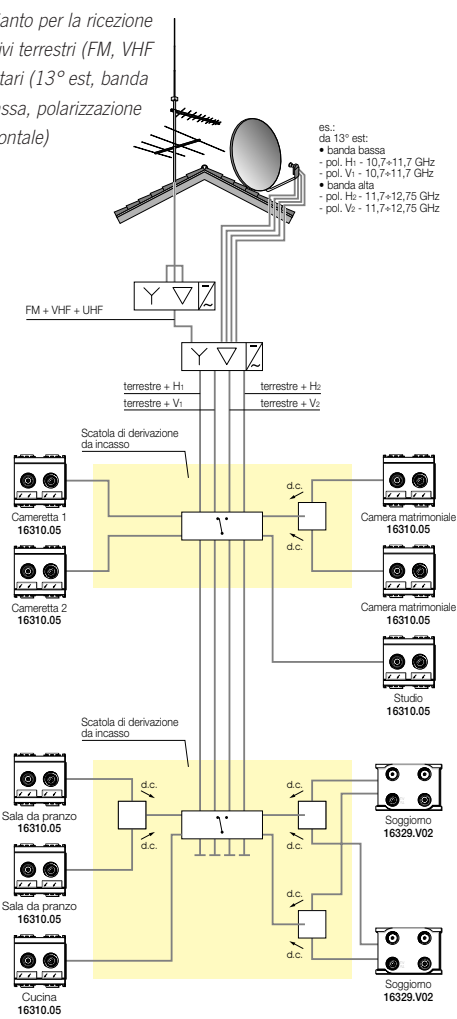 anto per la ricezione
ivi terrestri (FM, VHF
tari (13° est, banda
assa, polarizzazione
ontale)
es.:
da 13° est:
• banda bassa
- pol. H1 - 10,7÷11,7 GHz
- pol. V1 - 10,7÷11,7 GHz
• banda alta
- pol. H2 - 11,7÷12,75 GHz
- pol. V2 - 11,7÷12,75 GHz
FM + VHF + UHF
terrestre + H1
terrestre + H2
terrestre + V1
terrestre + V2
Scatola di derivazione
da incasso
d.c.
d.c.
Cameretta 1
16310.05
Camera matrimoniale
16310.05
Cameretta 2
16310.05
Camera matrimoniale
16310.05
Studio
16310.05
Scatola di derivazione
da incasso
d.c.
d.c.
d.c.
d.c.
Sala da pranzo
16310.05
Soggiorno
16329.V02
Sala da pranzo
16310.05
d.c.
d.c.
Cucina
16310.05
Soggiorno
16329.V02